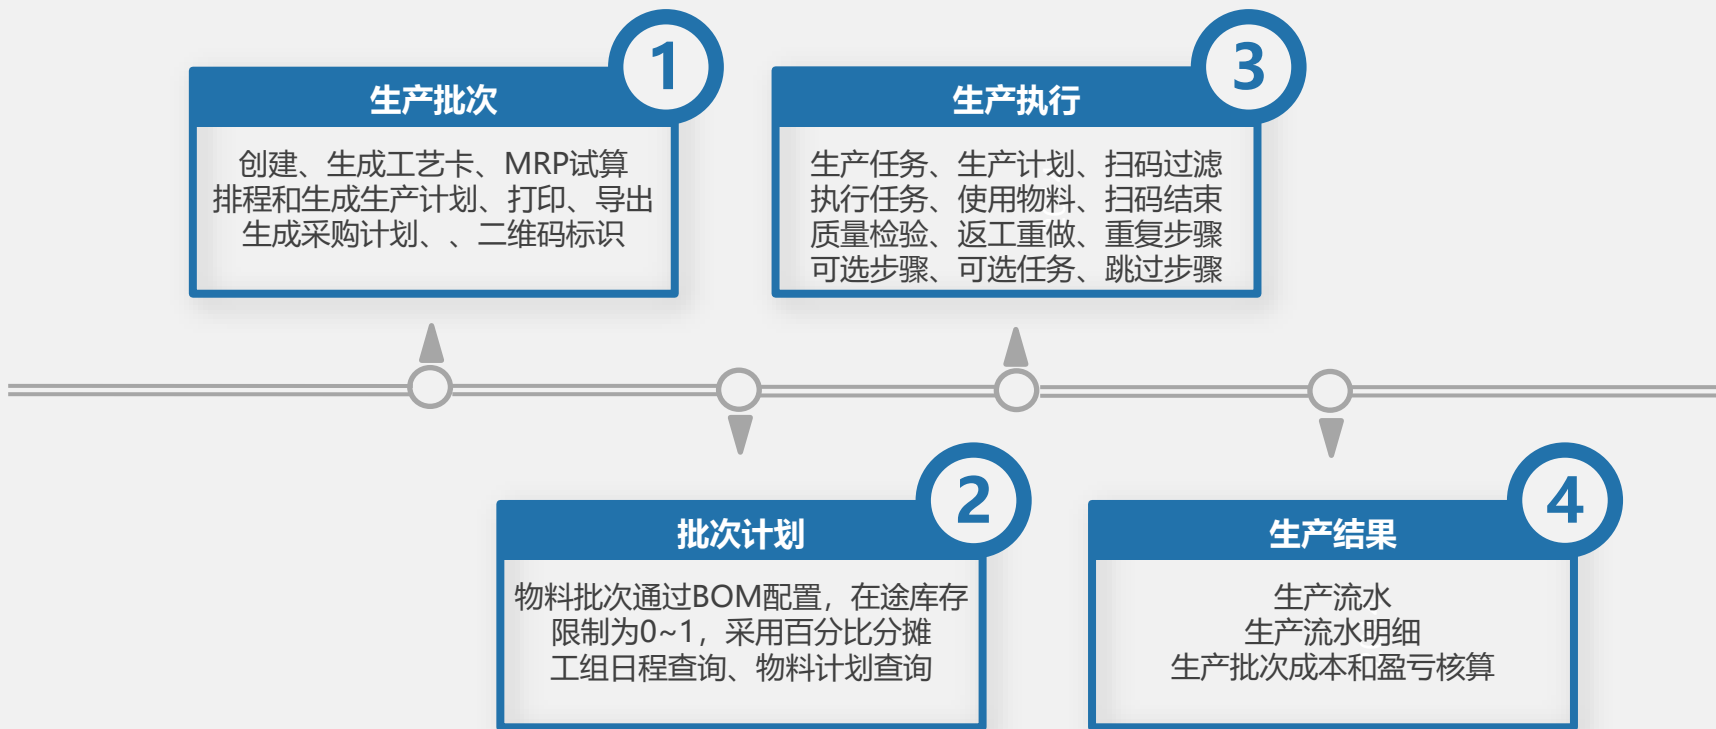 1
生产批次
创建、生成工艺卡、MRP试算
排程和生成生产计划、打印、导出
生成采购计划、、二维码标识
2
批次计划
物料批次通过BOM配置，在途库存
限制为0~1，采用百分比分摊
工组日程查询、物料计划查询
3
生产执行
生产任务、生产计划、扫码过滤
执行任务、使用物料、扫码结束
质量检验、返工重做、重复步骤
可选步骤、可选任务、跳过步骤
4
生产结果
生产流水
生产流水明细
生产批次成本和盈亏核算